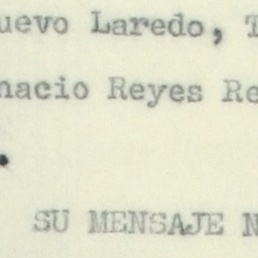 uevo Laredo, T
nacio Reyes Re
.
SU MENSAJE N